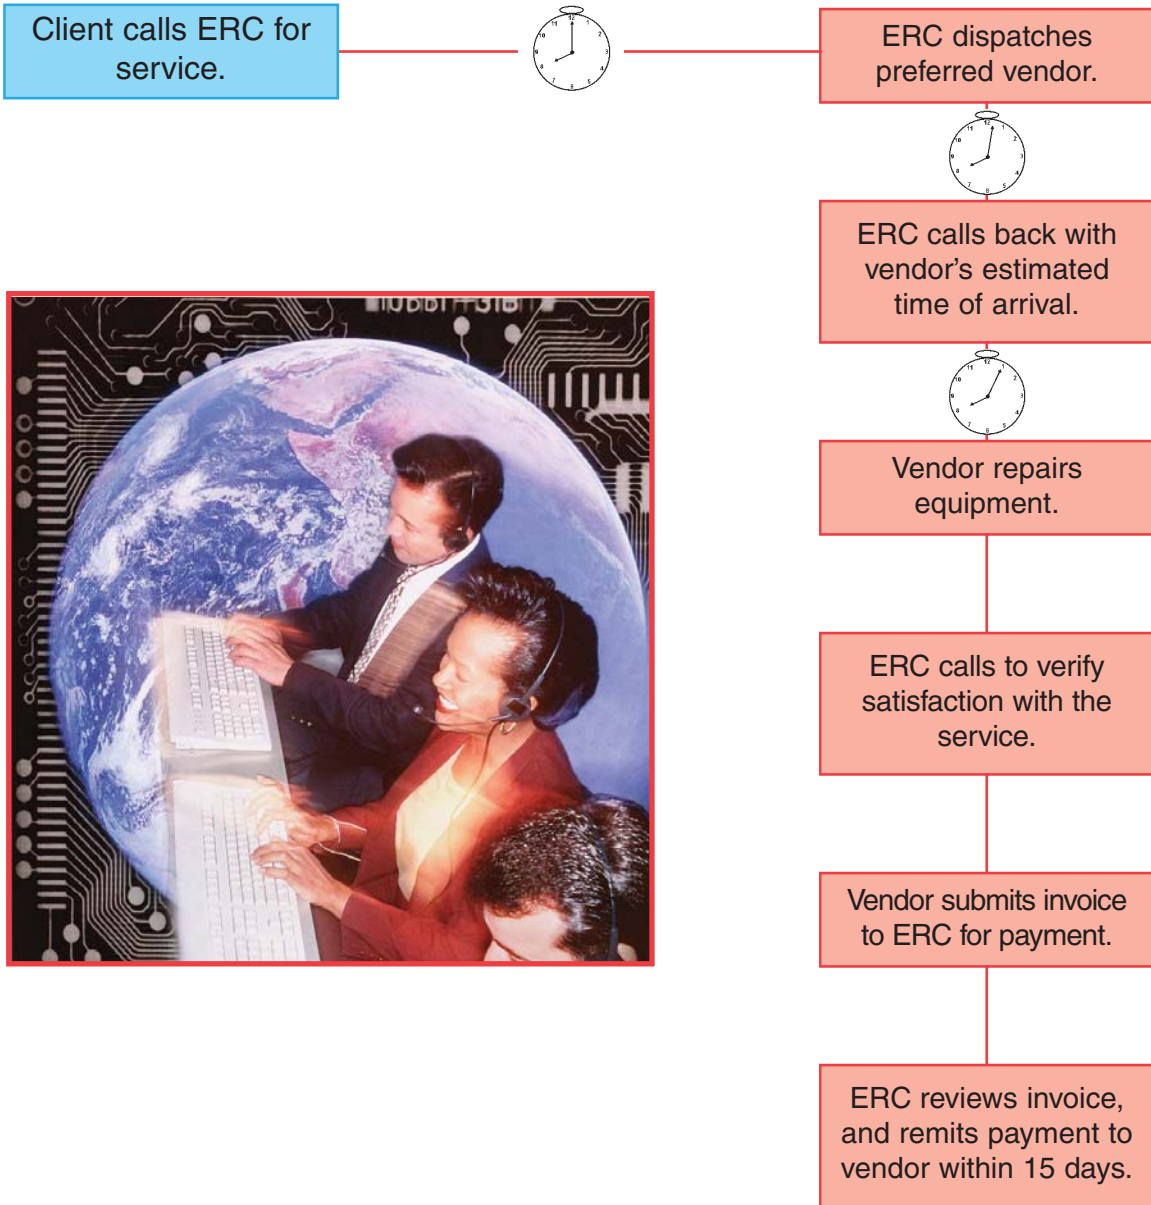 Client calls ERC for
service.
ERC dispatches
preferred vendor.
ERC calls back with
vendor’s estimated
time of arrival.
Vendor repairs
equipment.
ERC calls to verify
satisfaction with the
service.
Vendor submits invoice
to ERC for payment.
ERC reviews invoice,
and remits payment to
vendor within 15 days.